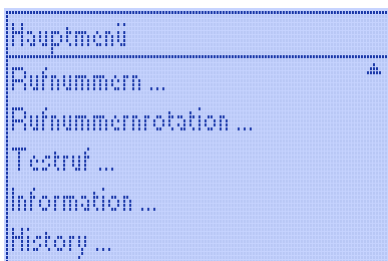 Hauptmenü
Rufnummern ...
Rufnummernrotation ...
Testruf ...
Information ...
History ...